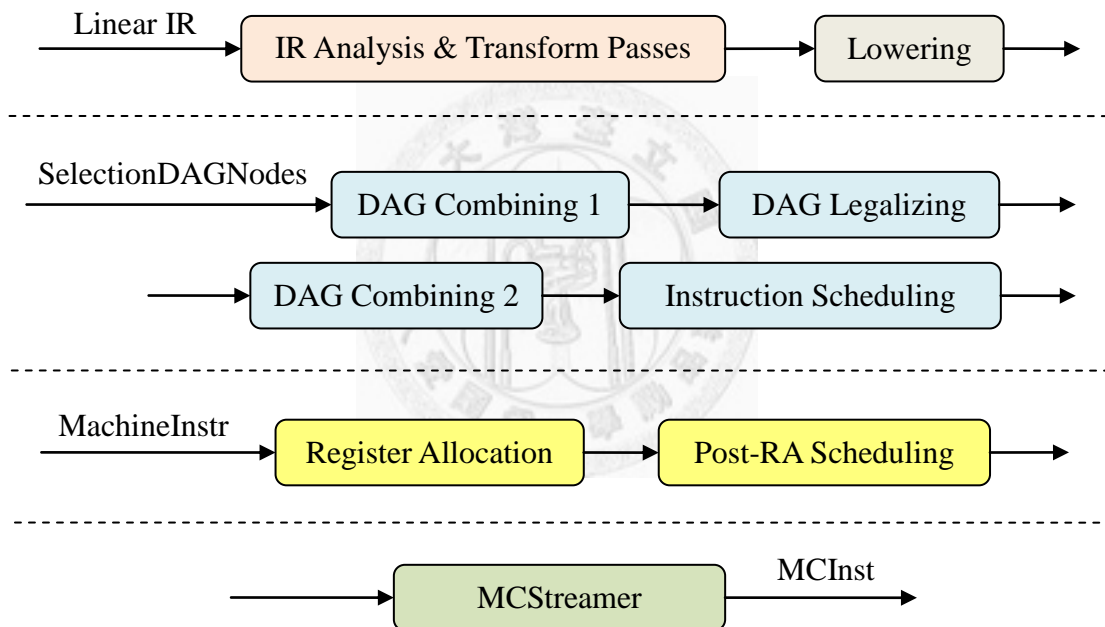 Linear IR
IR Analysis & Transform Passes
Lowering
SelectionDAGNodes
DAG Combining 1
DAG Legalizing
DAG Combining 2
Instruction Scheduling
MachineInstr
Register Allocation
Post-RA Scheduling
MCStreamer
MCInst